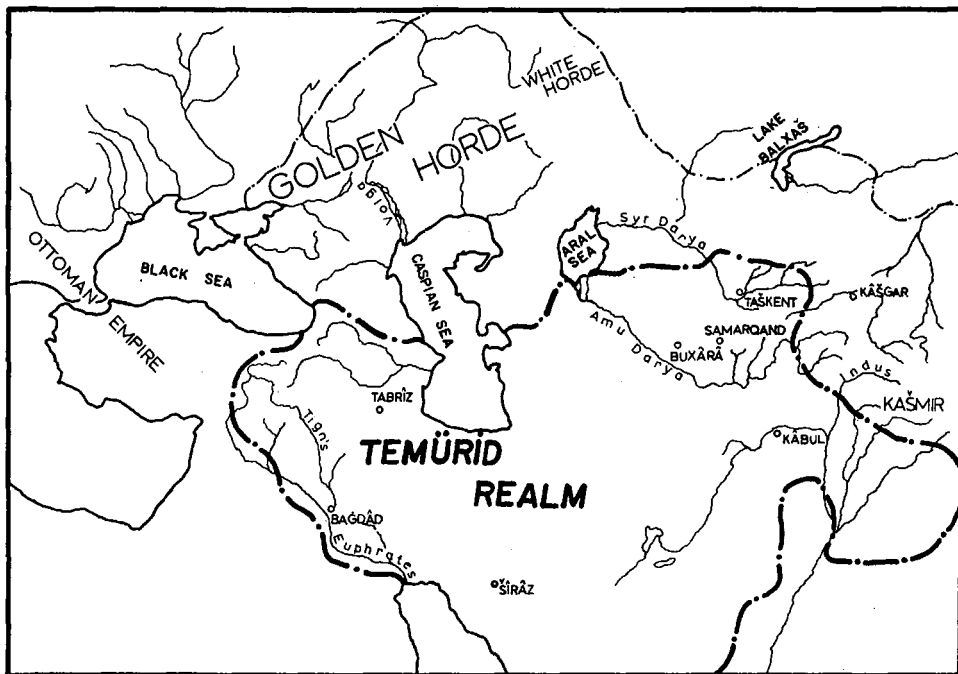 WHITE
HORDE
GOLDEN HORDE
LAKE
BALXAŠ
Volga
OTTOMAN
EMPIRE
BLACK SEA
CASPIAN SEA
ARAL
SEA
Syr Darya
TAŠKENT
KÂŠGAR
SAMARQAND
BUXÂRÂ
Amu Darya
Indus
KAŠMIR
TABRÎZ
Tigris
KÂBUL
TEMÜRID
REALM
BAĠDÂD
Euphrates
ŠÎRÂZ